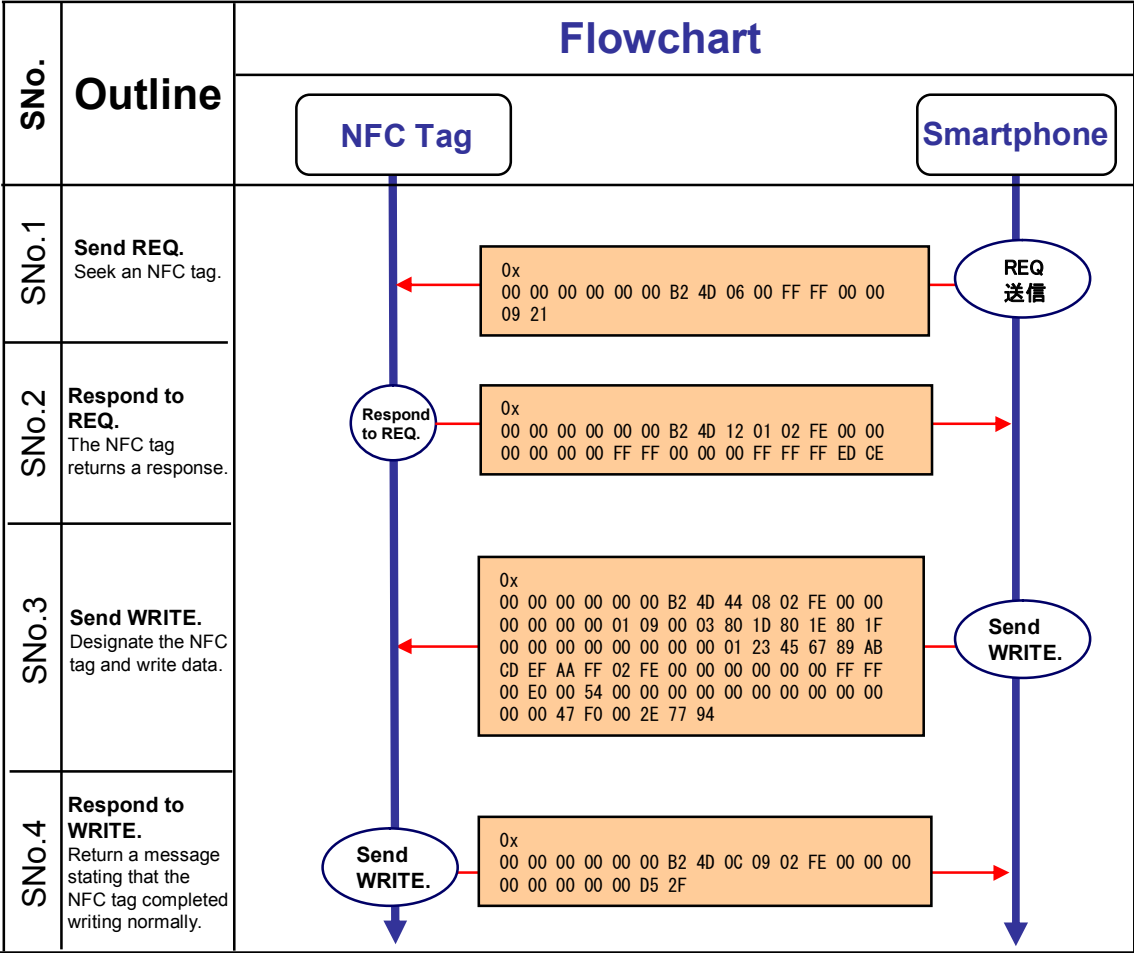 SNo.
Outline
Flowchart
NFC Tag
Smartphone
SNo.1
Send REQ.
Seek an NFC tag.
0x
00 00 00 00 00 00 B2 4D 06 00 FF FF 00 00
09 21
REQ
送信
SNo.2
Respond to
REQ.
The NFC tag
returns a response.
Respond
to REQ.
0x
00 00 00 00 00 00 B2 4D 12 01 02 FE 00 00
00 00 00 00 FF FF 00 00 00 FF FF FF ED CE
SNo.3
Send WRITE.
Designate the NFC
tag and write data.
0x
00 00 00 00 00 00 B2 4D 44 08 02 FE 00 00
00 00 00 00 01 09 00 03 80 1D 80 1E 80 1F
00 00 00 00 00 00 00 00 01 23 45 67 89 AB
CD EF AA FF 02 FE 00 00 00 00 00 00 FF FF
00 E0 00 54 00 00 00 00 00 00 00 00 00 00
00 00 47 F0 00 2E 77 94
Send
WRITE.
SNo.4
Respond to
WRITE.
Return a message
stating that the
NFC tag completed
writing normally.
Send
WRITE.
0x
00 00 00 00 00 00 B2 4D 0C 09 02 FE 00 00 00
00 00 00 00 00 D5 2F